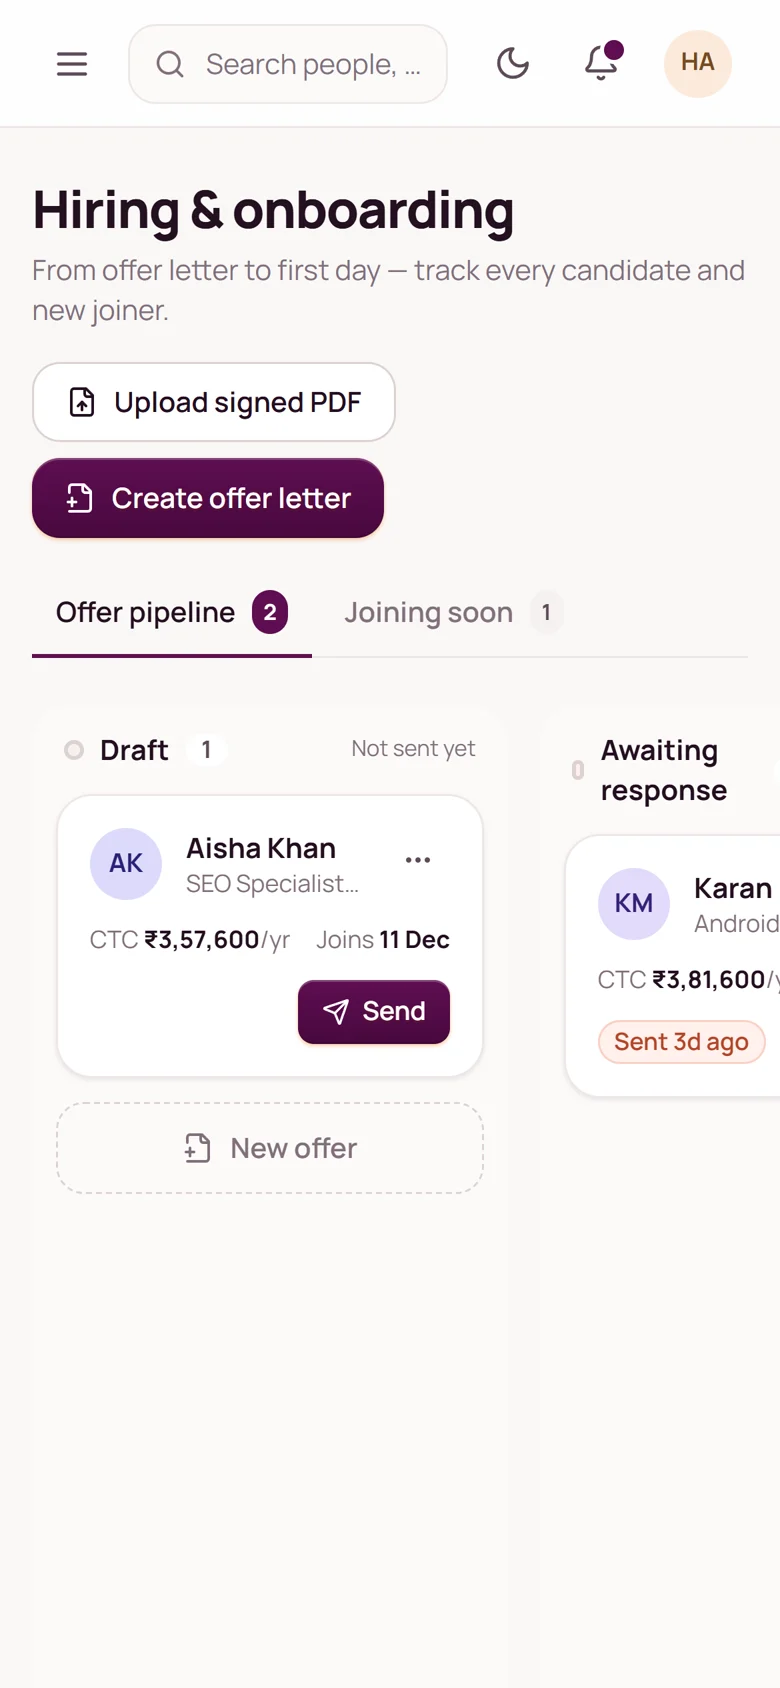 Search people, ...
HA
Hiring & onboarding
From offer letter to first day — track every candidate and
new joiner.
Upload signed PDF
Create offer letter
Offer pipeline 2
Joining soon 1
Draft 1 Not sent yet
AK
Aisha Khan
SEO Specialist...
CTC ₹3,57,600/yr Joins 11 Dec
Send
New offer
Awaiting
response
KM
Karan
Android
CTC ₹3,81,600/y
Sent 3d ago